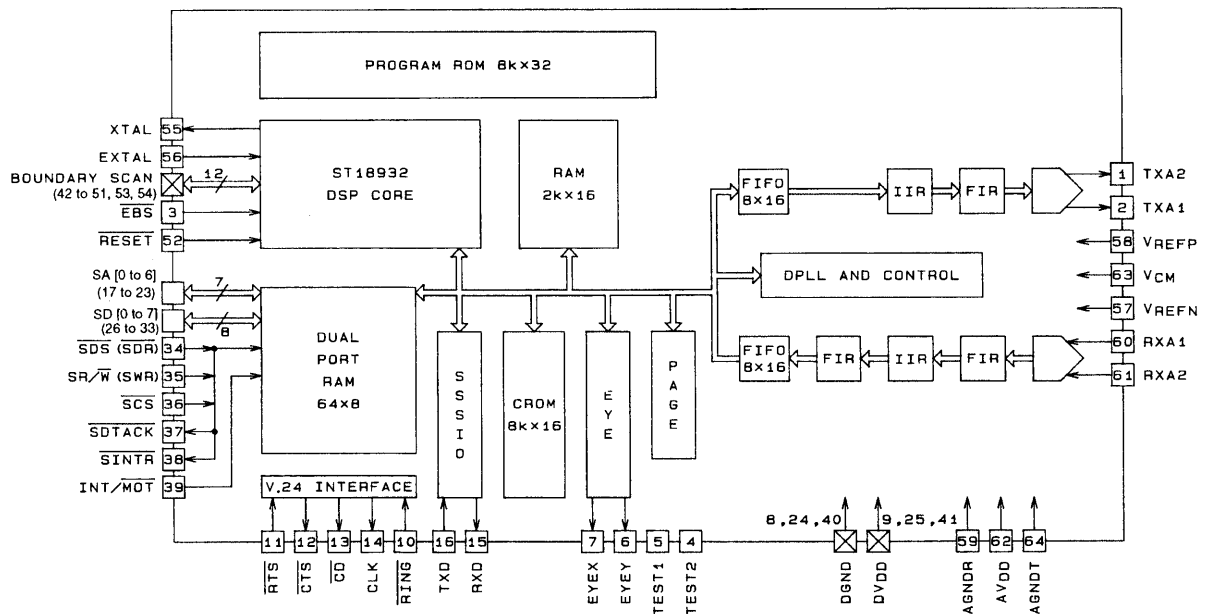 PROGRAM ROM 8k×32
XTAL
55
EXTAL
56
BOUNDARY SCAN
(42 to 51, 53, 54)
12
EBS
3
RESET
52
ST18932
DSP CORE
RAM
2k×16
FIFO
8×16
IIR
FIR
1
TXA2
2
TXA1
58
VREFP
63
VCM
57
VREFN
60
RXA1
61
RXA2
DPLL AND CONTROL
FIFO
8×16
FIR
IIR
FIR
SA [0 to 6]
(17 to 23)
7
SD [0 to 7]
(26 to 33)
8
SDS (SDR)
34
SR/W (SWR)
35
SCS
36
SDTACK
37
SINTR
38
INT/MOT
39
DUAL
PORT
RAM
64×8
SSSIO
CROM
8k×16
EYE
PAGE
V.24 INTERFACE
11
12
13
14
10
16
15
7
6
5
4
8,24,40
9,25,41
59
62
64
RTS
CTS
CD
CLK
RING
TXD
RXD
EYEX
EYEY
TEST1
TEST2
DGND
DVDD
AGNDR
AVDD
AGNDT